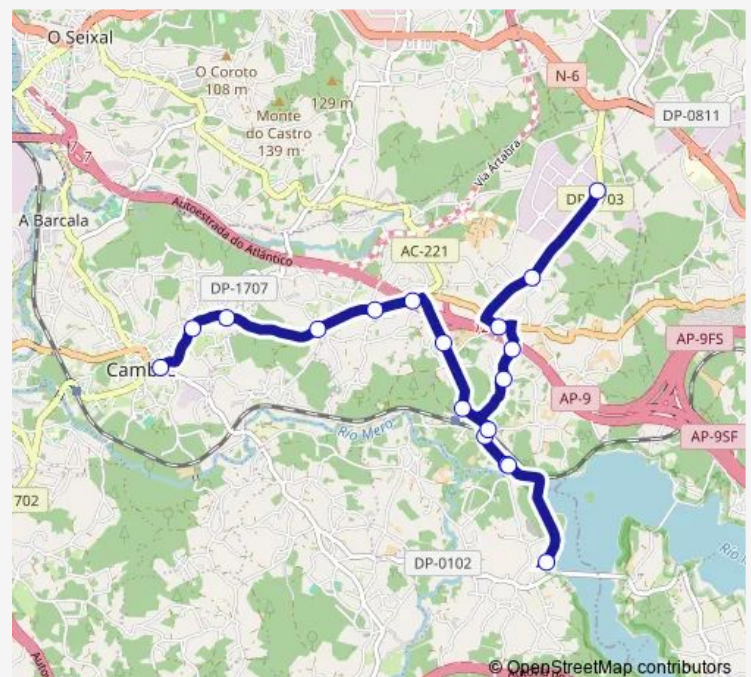 O Seixal
O Coroto
108 m
N-6
129 m
Monte
do Castro
139 m
DP-0811
Vía Ártabra
A Barcala
Autoestrada do Atlántico
AC-221
DP-1707
AP-9FS
AP-9
Río Mero
AP-9SF
702
DP-0102
© OpenStreetMap contributors